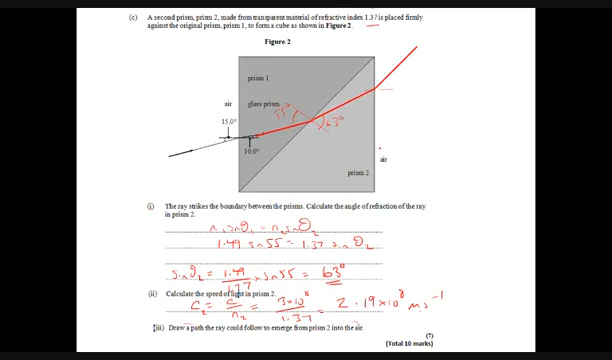 (c) A second prism, prism 2, made from transparent material of refractive index 1.37 is placed firmly
against the original prism, prism 1, to form a cube as shown in Figure 2.
Figure 2
prism 1
air
glass prism
55°
63°
15.0°
10.0°
air
prism 2
(i) The ray strikes the boundary between the prisms. Calculate the angle of refraction of the ray
in prism 2.
n₁ sinθ₁ = n₂ sinθ₂
1.49 sin 55 = 1.37 sin θ₂
sinθ₂ = 1.49/1.37 × sin 55 = 63°
(ii) Calculate the speed of light in prism 2.
c₂ = c/n₂ = 3×10⁸/1.37 = 2.19×10⁸ ms⁻¹
(iii) Draw a path the ray could follow to emerge from prism 2 into the air.
(7)
(Total 10 marks)